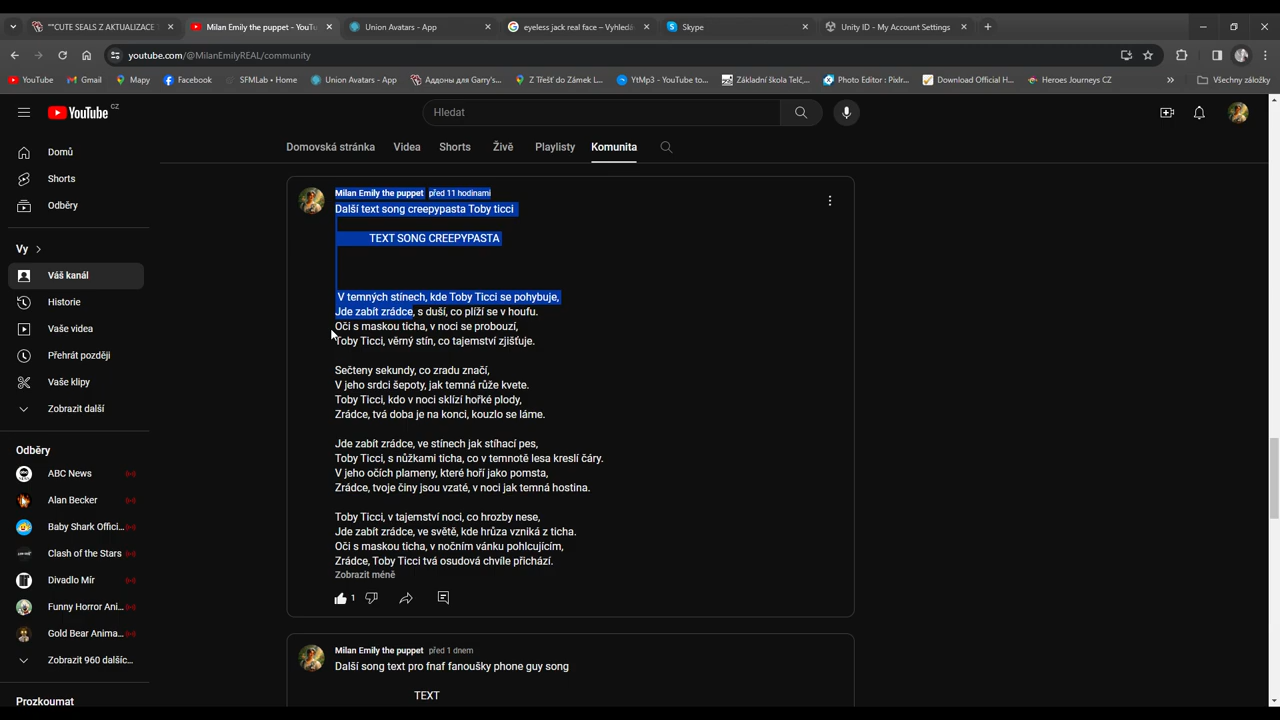 **CUTE SEALS Z AKTUALIZACE S
Milan Emily the puppet - YouTu
Union Avatars - App
eyeless jack real face – Vyhledá
Skype
Unity ID - My Account Settings
youtube.com/@MilanEmilyREAL/community
YouTube
Gmail
Mapy
Facebook
SFMLab • Home
Union Avatars - App
Аддоны для Garry's...
Z Třešť do Zámek L...
YtMp3 - YouTube to...
Základní škola Telč,...
Photo Editor : Pixlr...
Download Official H...
Heroes Journeys CZ
»
Všechny záložky
YouTube CZ
Hledat
Domovská stránka
Videa
Shorts
Živě
Playlisty
Komunita
Domů
Shorts
Odběry
Vy
Váš kanál
Historie
Vaše videa
Přehrát později
Vaše klipy
Zobrazit další
Odběry
ABC News
Alan Becker
Baby Shark Offici...
Clash of the Stars
Divadlo Mír
Funny Horror Ani...
Gold Bear Anima...
Zobrazit 960 dalšíc...
Prozkoumat
Milan Emily the puppet před 11 hodinami
Další text song creepypasta Toby ticci
TEXT SONG CREEPYPASTA
V temných stínech, kde Toby Ticci se pohybuje,
Jde zabít zrádce, s duší, co plíží se v houfu.
Oči s maskou ticha, v noci se probouzí,
Toby Ticci, věrný stín, co tajemství zjišťuje.
Sečteny sekundy, co zradu značí,
V jeho srdci šepoty, jak temná růže kvete.
Toby Ticci, kdo v noci sklízí hořké plody,
Zrádce, tvá doba je na konci, kouzlo se láme.
Jde zabít zrádce, ve stínech jak stíhací pes,
Toby Ticci, s nůžkami ticha, co v temnotě lesa kreslí čáry.
V jeho očích plameny, které hoří jako pomsta,
Zrádce, tvoje činy jsou vzaté, v noci jak temná hostina.
Toby Ticci, v tajemství noci, co hrozby nese,
Jde zabít zrádce, ve světě, kde hrůza vzniká z ticha.
Oči s maskou ticha, v nočním vánku pohlcujícím,
Zrádce, Toby Ticci tvá osudová chvíle přichází.
Zobrazit méně
1
Milan Emily the puppet před 1 dnem
Další song text pro fnaf fanoušky phone guy song
TEXT